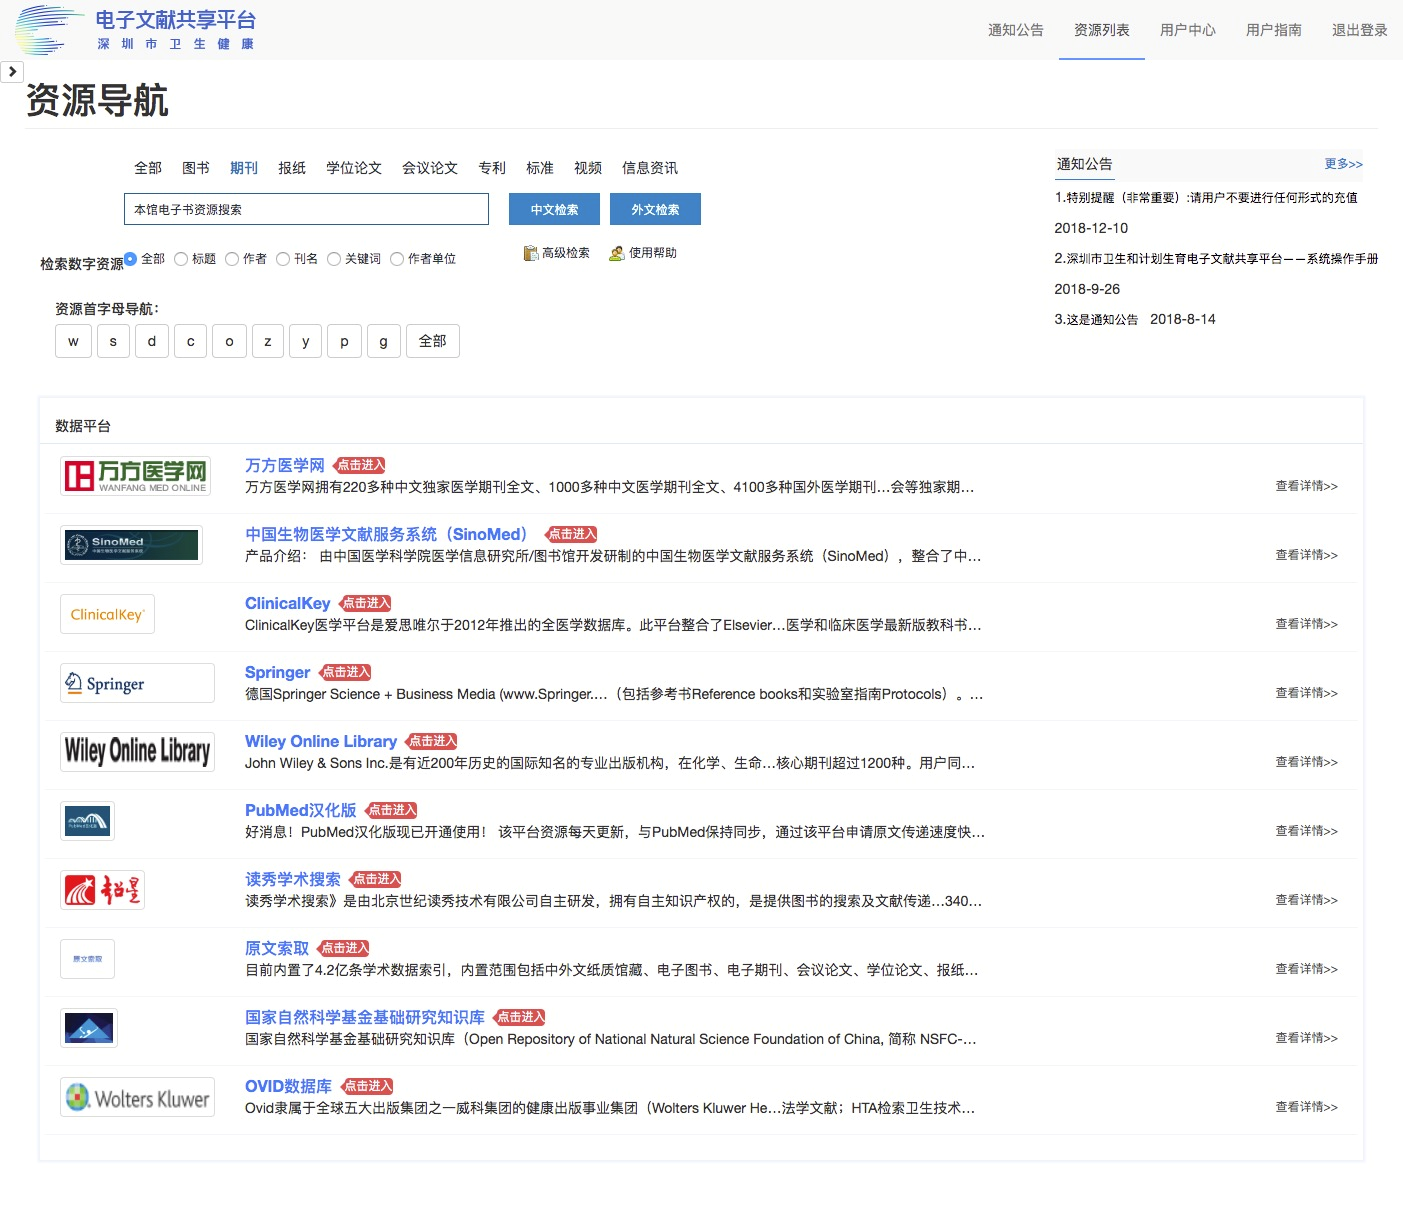 电子文献共享平台
深圳市卫生健康
通知公告 资源列表 用户中心 用户指南 退出登录
资源导航
全部 图书 期刊 报纸 学位论文 会议论文 专利 标准 视频 信息资讯
本馆电子书资源搜索 中文检索 外文检索
检索数字资源 全部 标题 作者 刊名 关键词 作者单位 高级检索 使用帮助
资源首字母导航：
w s d c o z y p g 全部
通知公告 更多>>
1.特别提醒（非常重要）:请用户不要进行任何形式的充值
2018-12-10
2.深圳市卫生和计划生育电子文献共享平台——系统操作手册
2018-9-26
3.这是通知公告 2018-8-14
数据平台
万方医学网
WANFANG MED ONLINE
万方医学网 点击进入
万方医学网拥有220多种中文独家医学期刊全文、1000多种中文医学期刊全文、4100多种国外医学期刊...会等独家期...
查看详情>>
SinoMed
中国生物医学文献服务系统
中国生物医学文献服务系统（SinoMed） 点击进入
产品介绍： 由中国医学科学院医学信息研究所/图书馆开发研制的中国生物医学文献服务系统（SinoMed），整合了中...
查看详情>>
ClinicalKey
ClinicalKey 点击进入
ClinicalKey医学平台是爱思唯尔于2012年推出的全医学数据库。此平台整合了Elsevier...医学和临床医学最新版教科书...
查看详情>>
Springer
Springer 点击进入
德国Springer Science + Business Media (www.Springer....（包括参考书Reference books和实验室指南Protocols）。...
查看详情>>
Wiley Online Library
Wiley Online Library 点击进入
John Wiley & Sons Inc.是有近200年历史的国际知名的专业出版机构，在化学、生命...核心期刊超过1200种。用户同...
查看详情>>
PubMed汉化版 点击进入
好消息！PubMed汉化版现已开通使用！ 该平台资源每天更新，与PubMed保持同步，通过该平台申请原文传递速度快...
查看详情>>
超星
读秀学术搜索 点击进入
读秀学术搜索》是由北京世纪读秀技术有限公司自主研发，拥有自主知识产权的，是提供图书的搜索及文献传递...340...
查看详情>>
原文索取
原文索取 点击进入
目前内置了4.2亿条学术数据索引，内置范围包括中外文纸质馆藏、电子图书、电子期刊、会议论文、学位论文、报纸...
查看详情>>
国家自然科学基金基础研究知识库 点击进入
国家自然科学基金基础研究知识库（Open Repository of National Natural Science Foundation of China, 简称 NSFC-...
查看详情>>
Wolters Kluwer
OVID数据库 点击进入
Ovid隶属于全球五大出版集团之一威科集团的健康出版事业集团（Wolters Kluwer He...法学文献；HTA检索卫生技术...
查看详情>>